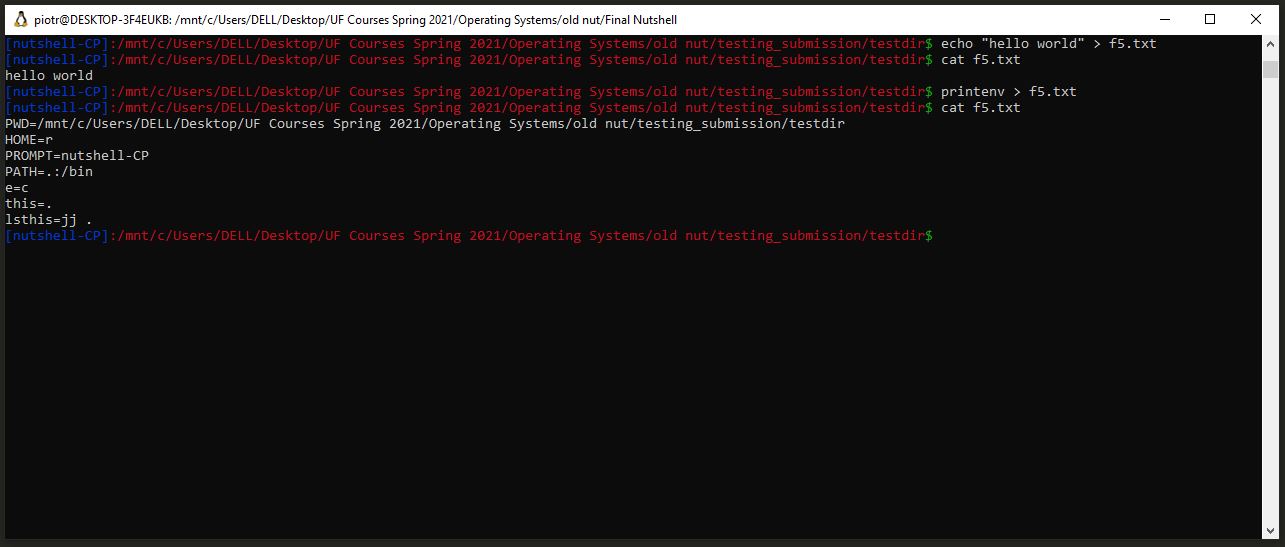 piotr@DESKTOP-3F4EUKB: /mnt/c/Users/DELL/Desktop/UF Courses Spring 2021/Operating Systems/old nut/Final Nutshell
[nutshell-CP]:/mnt/c/Users/DELL/Desktop/UF Courses Spring 2021/Operating Systems/old nut/testing_submission/testdir$ echo "hello world" > f5.txt
[nutshell-CP]:/mnt/c/Users/DELL/Desktop/UF Courses Spring 2021/Operating Systems/old nut/testing_submission/testdir$ cat f5.txt
hello world
[nutshell-CP]:/mnt/c/Users/DELL/Desktop/UF Courses Spring 2021/Operating Systems/old nut/testing_submission/testdir$ printenv > f5.txt
[nutshell-CP]:/mnt/c/Users/DELL/Desktop/UF Courses Spring 2021/Operating Systems/old nut/testing_submission/testdir$ cat f5.txt
PWD=/mnt/c/Users/DELL/Desktop/UF Courses Spring 2021/Operating Systems/old nut/testing_submission/testdir
HOME=r
PROMPT=nutshell-CP
PATH=.:/bin
e=c
this=.
lsthis=jj .
[nutshell-CP]:/mnt/c/Users/DELL/Desktop/UF Courses Spring 2021/Operating Systems/old nut/testing_submission/testdir$